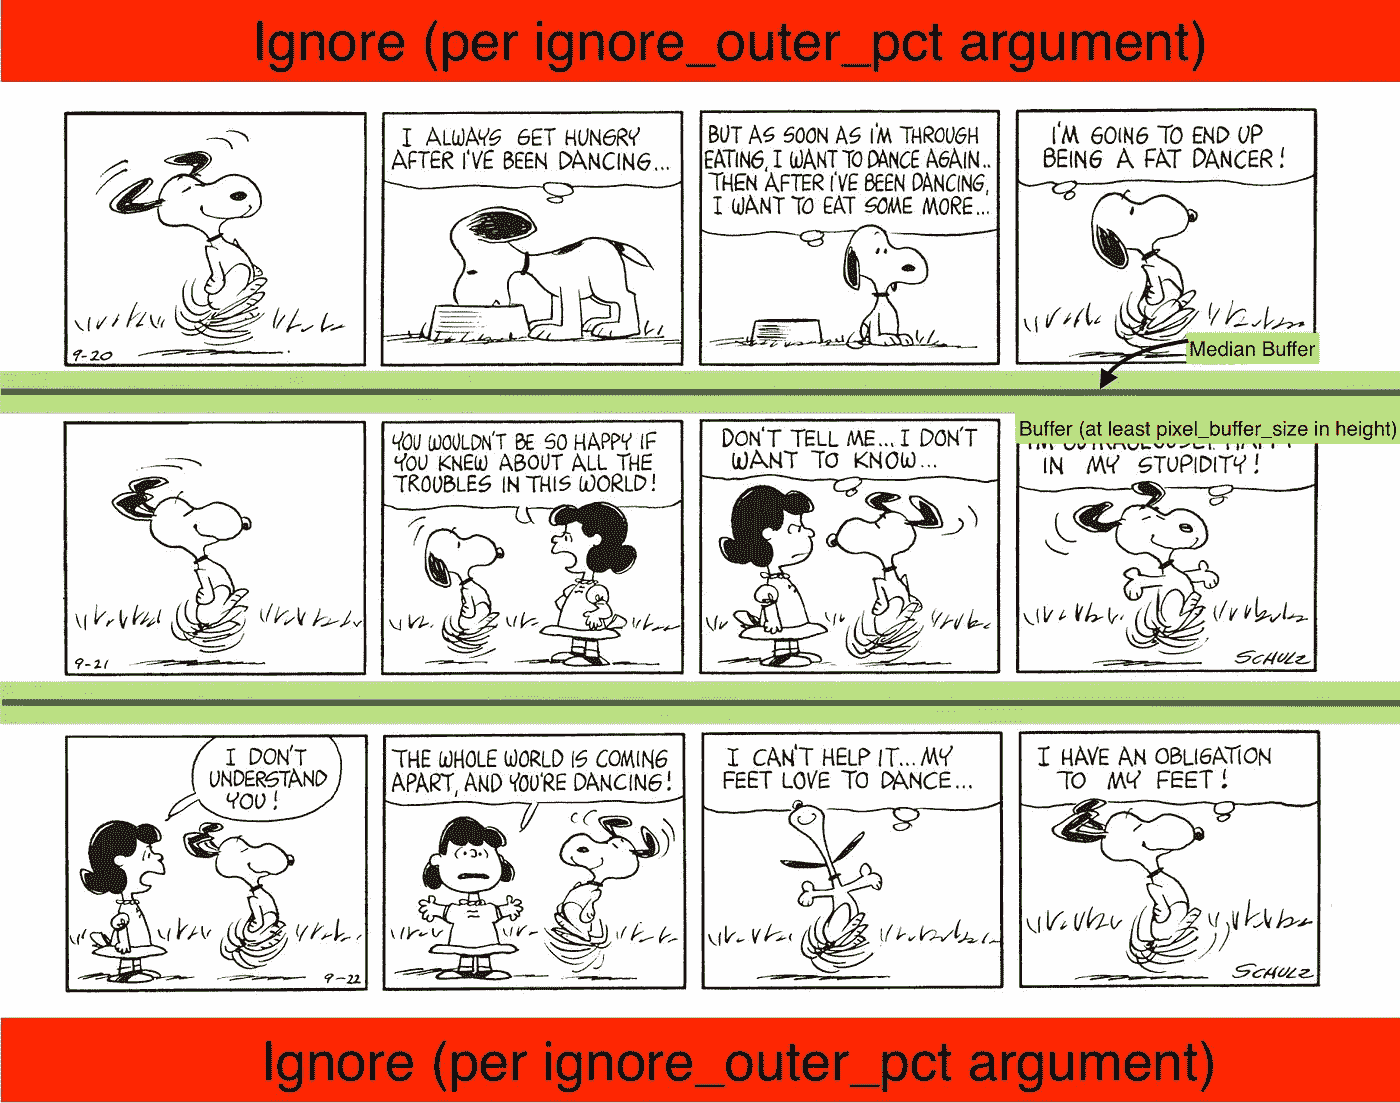 Ignore (per ignore_outer_pct argument)
I ALWAYS GET HUNGRY
AFTER I'VE BEEN DANCING...
BUT AS SOON AS I'M THROUGH
EATING, I WANT TO DANCE AGAIN..
THEN AFTER I'VE BEEN DANCING,
I WANT TO EAT SOME MORE...
I'M GOING TO END UP
BEING A FAT DANCER!
9-20
Median Buffer
Buffer (at least pixel_buffer_size in height)
YOU WOULDN'T BE SO HAPPY IF
YOU KNEW ABOUT ALL THE
TROUBLES IN THIS WORLD!
DON'T TELL ME... I DON'T
WANT TO KNOW...
IN MY STUPIDITY!
9-21
SCHULZ
I DON'T
UNDERSTAND
YOU!
THE WHOLE WORLD IS COMING
APART, AND YOU'RE DANCING!
I CAN'T HELP IT... MY
FEET LOVE TO DANCE...
I HAVE AN OBLIGATION
TO MY FEET!
9-22
SCHULZ
Ignore (per ignore_outer_pct argument)